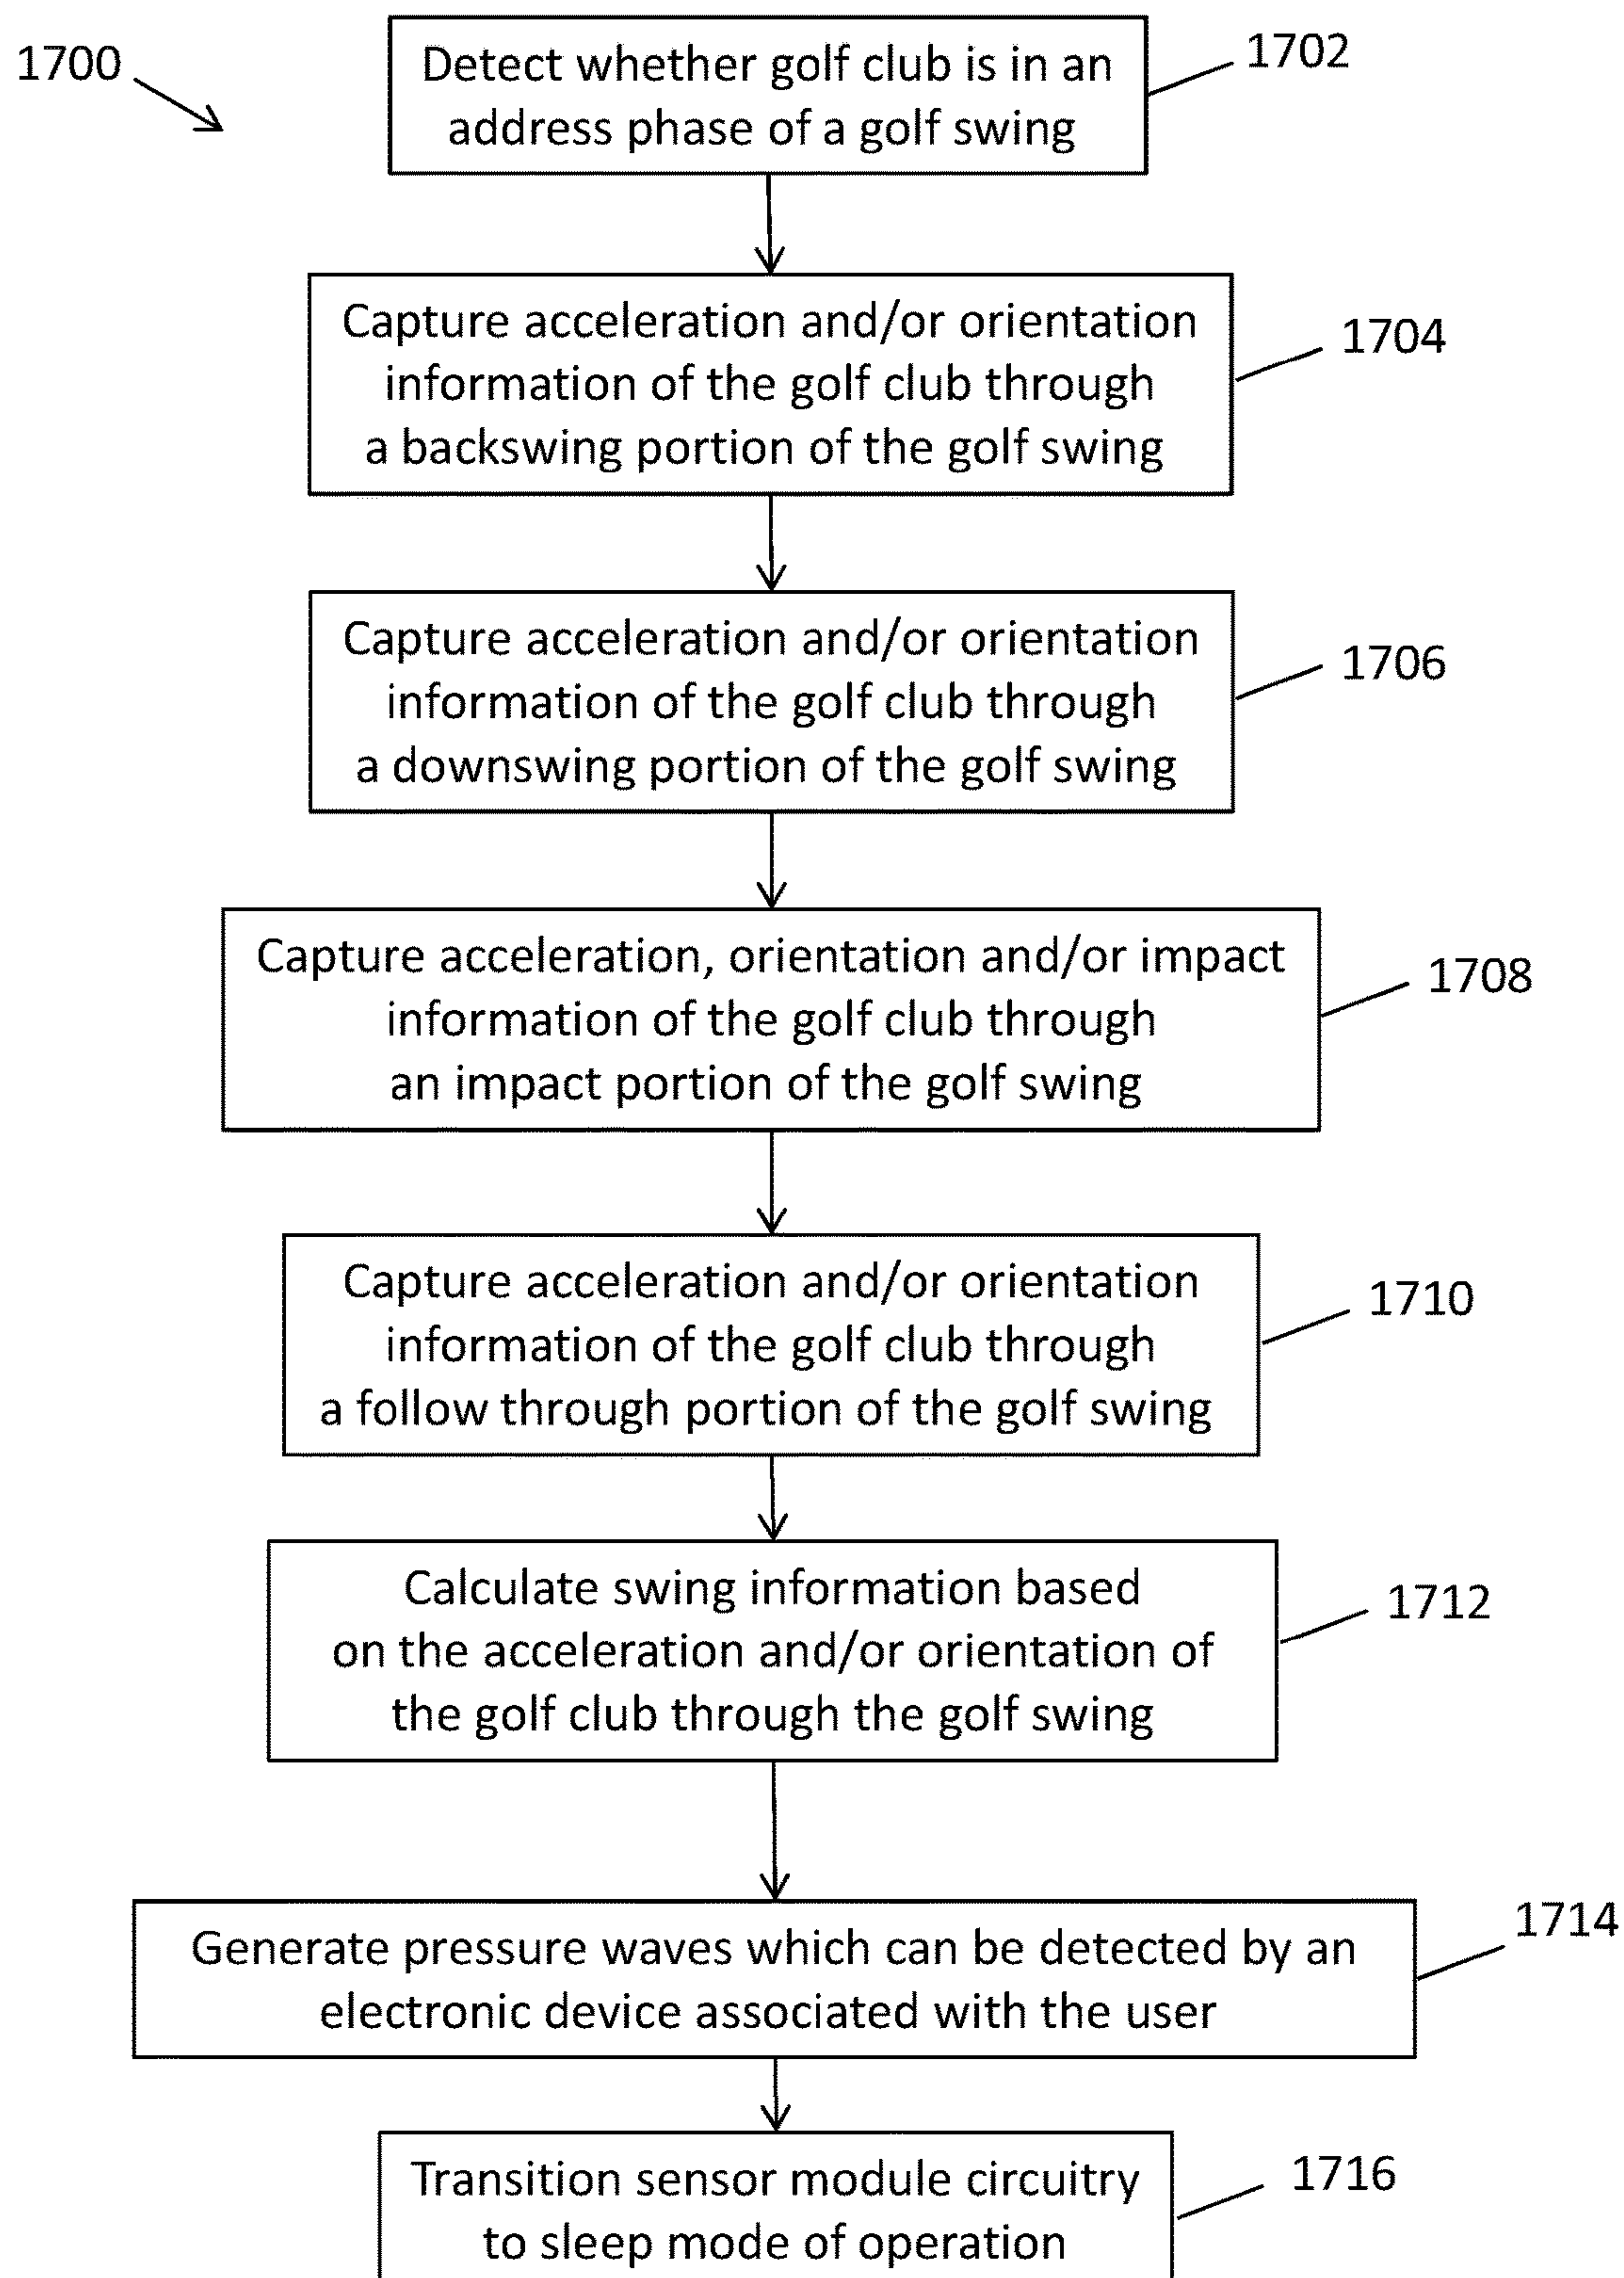 1700
Detect whether golf club is in an
address phase of a golf swing
1702
Capture acceleration and/or orientation
information of the golf club through
a backswing portion of the golf swing
1704
Capture acceleration and/or orientation
information of the golf club through
a downswing portion of the golf swing
1706
Capture acceleration, orientation and/or impact
information of the golf club through
an impact portion of the golf swing
1708
Capture acceleration and/or orientation
information of the golf club through
a follow through portion of the golf swing
1710
Calculate swing information based
on the acceleration and/or orientation of
the golf club through the golf swing
1712
Generate pressure waves which can be detected by an
electronic device associated with the user
1714
Transition sensor module circuitry
to sleep mode of operation
1716